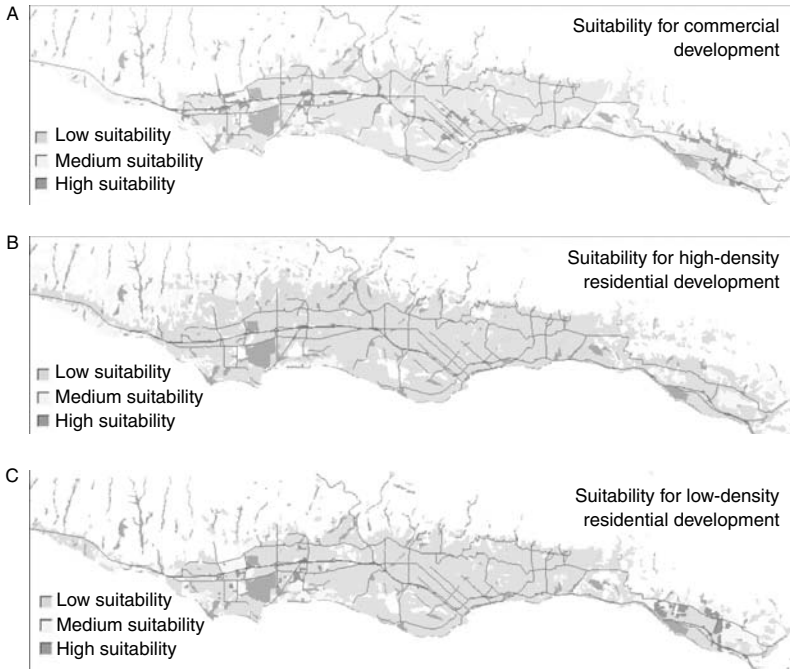 A
Suitability for commercial
development
Low suitability
Medium suitability
High suitability
B
Suitability for high-density
residential development
Low suitability
Medium suitability
High suitability
C
Suitability for low-density
residential development
Low suitability
Medium suitability
High suitability